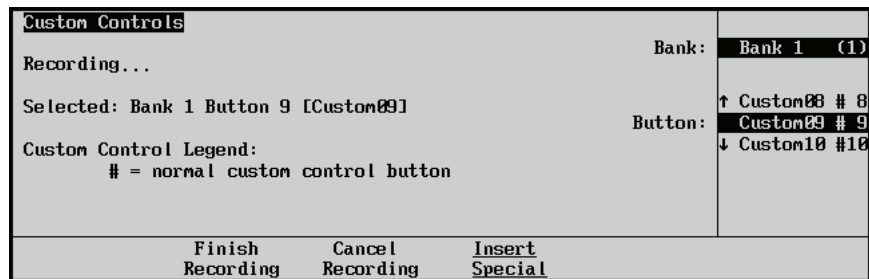 Custom Controls
Bank: Bank 1 (1)
Recording...
↑ Custom08 # 8
Selected: Bank 1 Button 9 [Custom09]
Button: Custom09 # 9
↓ Custom10 #10
Custom Control Legend:
# = normal custom control button
Finish Recording
Cancel Recording
Insert Special